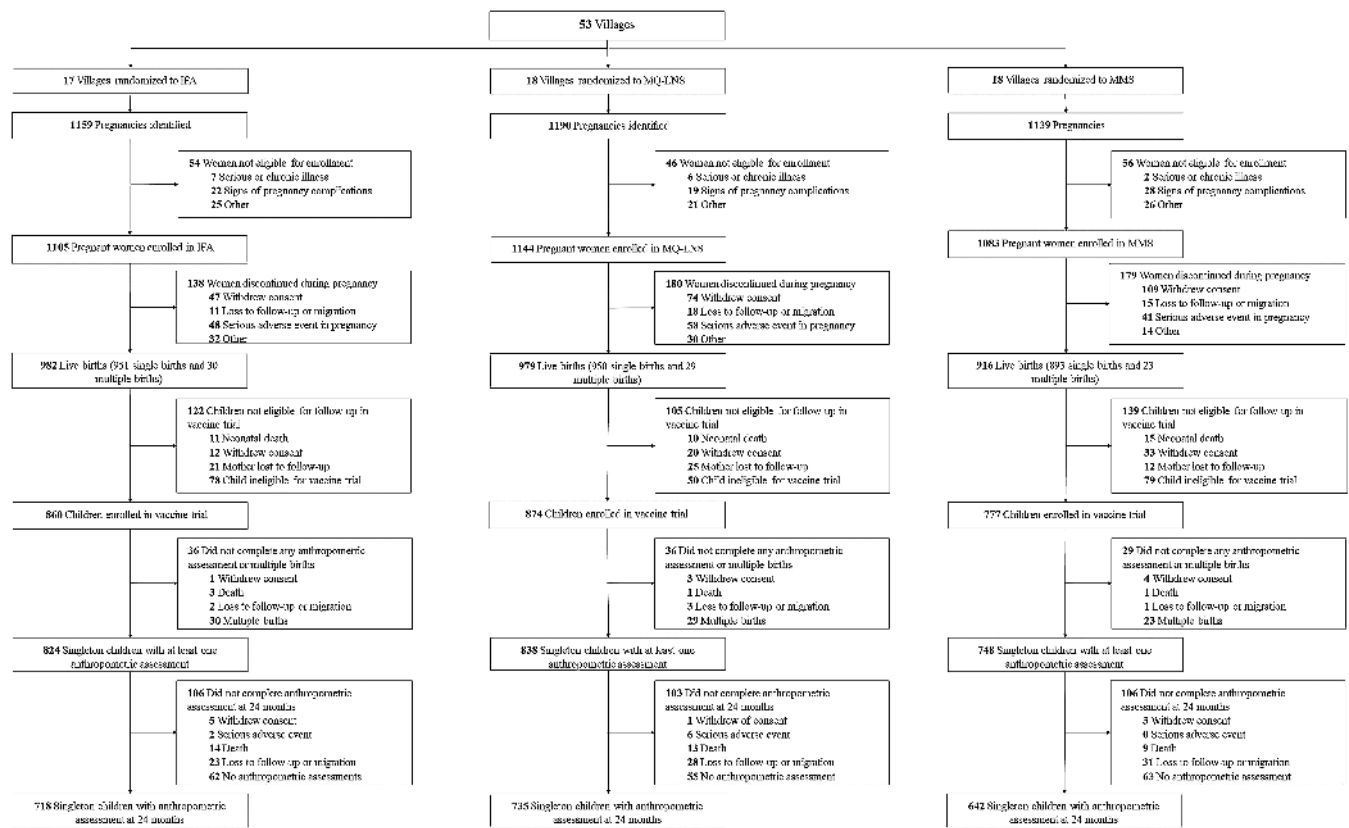 53 Villages
17 Villages randomized to IFA
1159 Pregnancies identified
54 Women not eligible for enrollment
7 Serious or chronic illness
22 Signs of pregnancy complications
25 Other
1105 Pregnant women enrolled in IFA
138 Women discontinued during pregnancy
47 Withdrew consent
11 Loss to follow-up or migration
48 Serious adverse event in pregnancy
32 Other
982 Live births (951 single births and 30
multiple births)
122 Children not eligible for follow up in
vaccine trial
11 Neonatal death
12 Withdrew consent
21 Mother lost to follow-up
78 Child ineligible for vaccine trial
860 Children enrolled in vaccine trial
36 Did not complete any anthropometric
assessment or multiple births
1 Withdrew consent
3 Death
2 Loss to follow-up or migration
30 Multiple births
824 Singleton children with at least one
anthropometric assessment
106 Did not complete anthropometric
assessment at 24 months
5 Withdrew consent
2 Serious adverse event
14 Death
23 Loss to follow-up or migration
62 No anthropometric assessments
718 Singleton children with anthropometric
assessment at 24 months
18 Villages randomized to MQ-LNS
1190 Pregnancies identified
46 Women not eligible for enrollment
6 Serious or chronic illness
19 Signs of pregnancy complications
21 Other
1144 Pregnant women enrolled in MQ-LNS
180 Women discontinued during pregnancy
74 Withdrew consent
18 Loss to follow-up or migration
58 Serious adverse event in pregnancy
30 Other
979 Live births (950 single births and 29
multiple births)
105 Children not eligible for follow up in
vaccine trial
10 Neonatal death
20 Withdrew consent
25 Mother lost to follow-up
50 Child ineligible for vaccine trial
874 Children enrolled in vaccine trial
36 Did not complete any anthropometric
assessment or multiple births
3 Withdrew consent
1 Death
3 Loss to follow-up or migration
29 Multiple births
838 Singleton children with at least one
anthropometric assessment
103 Did not complete anthropometric
assessment at 24 months
1 Withdrew of consent
6 Serious adverse event
13 Death
28 Loss to follow-up or migration
55 No anthropometric assessment
735 Singleton children with anthropometric
assessment at 24 months
18 Villages randomized to MMS
1139 Pregnancies
56 Women not eligible for enrollment
2 Serious or chronic illness
28 Signs of pregnancy complications
26 Other
1083 Pregnant women enrolled in MMS
179 Women discontinued during pregnancy
109 Withdrew consent
15 Loss to follow-up or migration
41 Serious adverse event in pregnancy
14 Other
916 Live births (893 single births and 23
multiple births)
139 Children not eligible for follow-up in
vaccine trial
15 Neonatal death
33 Withdrew consent
12 Mother lost to follow-up
79 Child ineligible for vaccine trial
777 Children enrolled in vaccine trial
29 Did not complete any anthropometric
assessment or multiple births
4 Withdrew consent
1 Death
1 Loss to follow-up or migration
23 Multiple births
748 Singleton children with at least one
anthropometric assessment
106 Did not complete anthropometric
assessment at 24 months
3 Withdrew consent
0 Serious adverse event
9 Death
31 Loss to follow-up or migration
63 No anthropometric assessment
642 Singleton children with anthropometric
assessment at 24 months